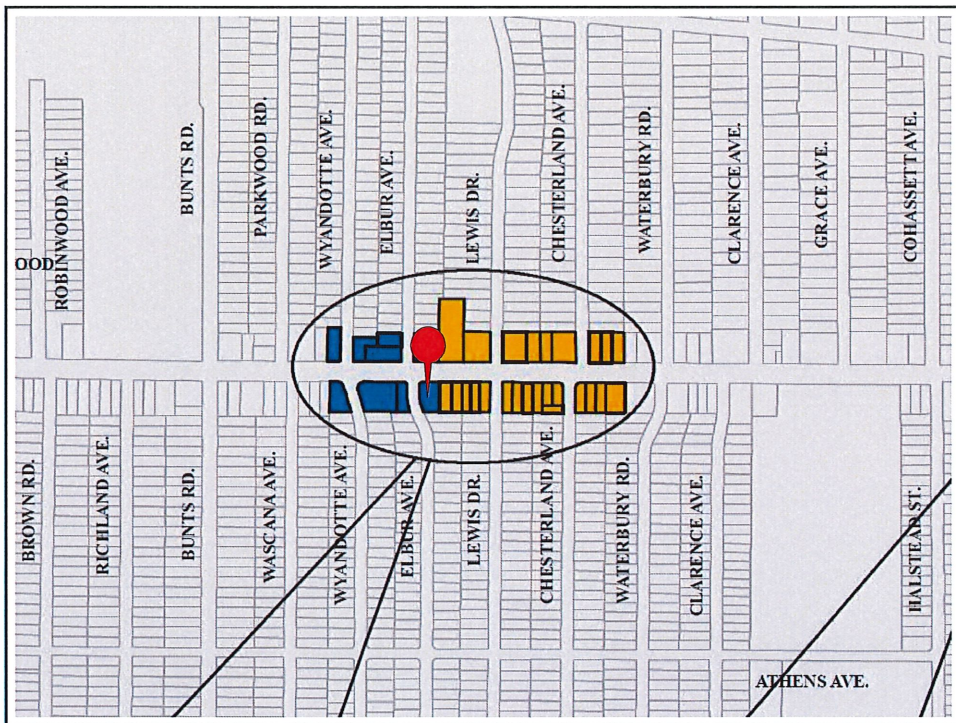 ROBINWOOD AVE.
BUNTS RD.
PARKWOOD RD.
WYANDOTTE AVE.
ELBUR AVE.
LEWIS DR.
CHESTERLAND AVE.
WATERBURY RD.
CLARENCE AVE.
GRACE AVE.
COHASSET AVE.
OOD
BROWN RD.
RICHLAND AVE.
BUNTS RD.
WASCANA AVE.
WYANDOTTE AVE.
ELBUR AVE.
LEWIS DR.
CHESTERLAND AVE.
WATERBURY RD.
CLARENCE AVE.
HALSTEAD ST.
ATHENS AVE.